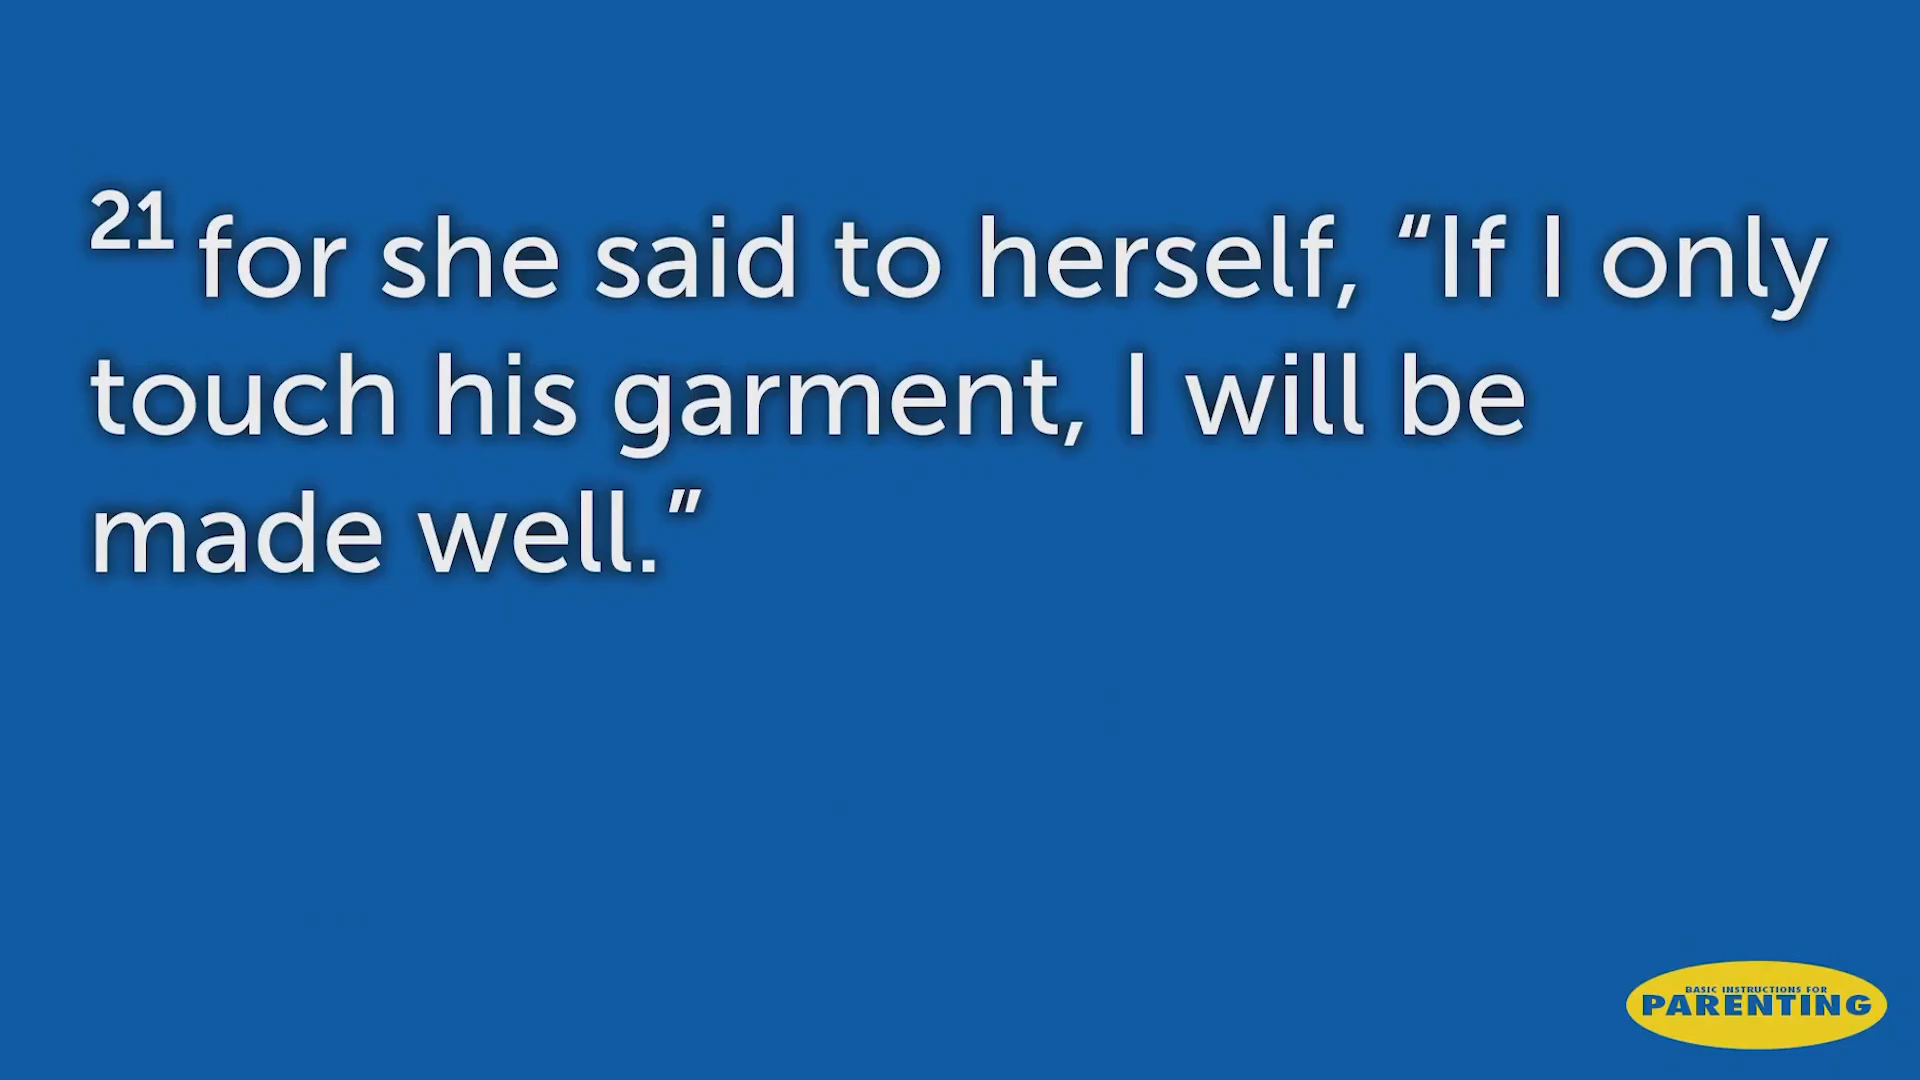 21 for she said to herself, “If I only
touch his garment, I will be
made well.”
BASIC INSTRUCTIONS FOR
PARENTING